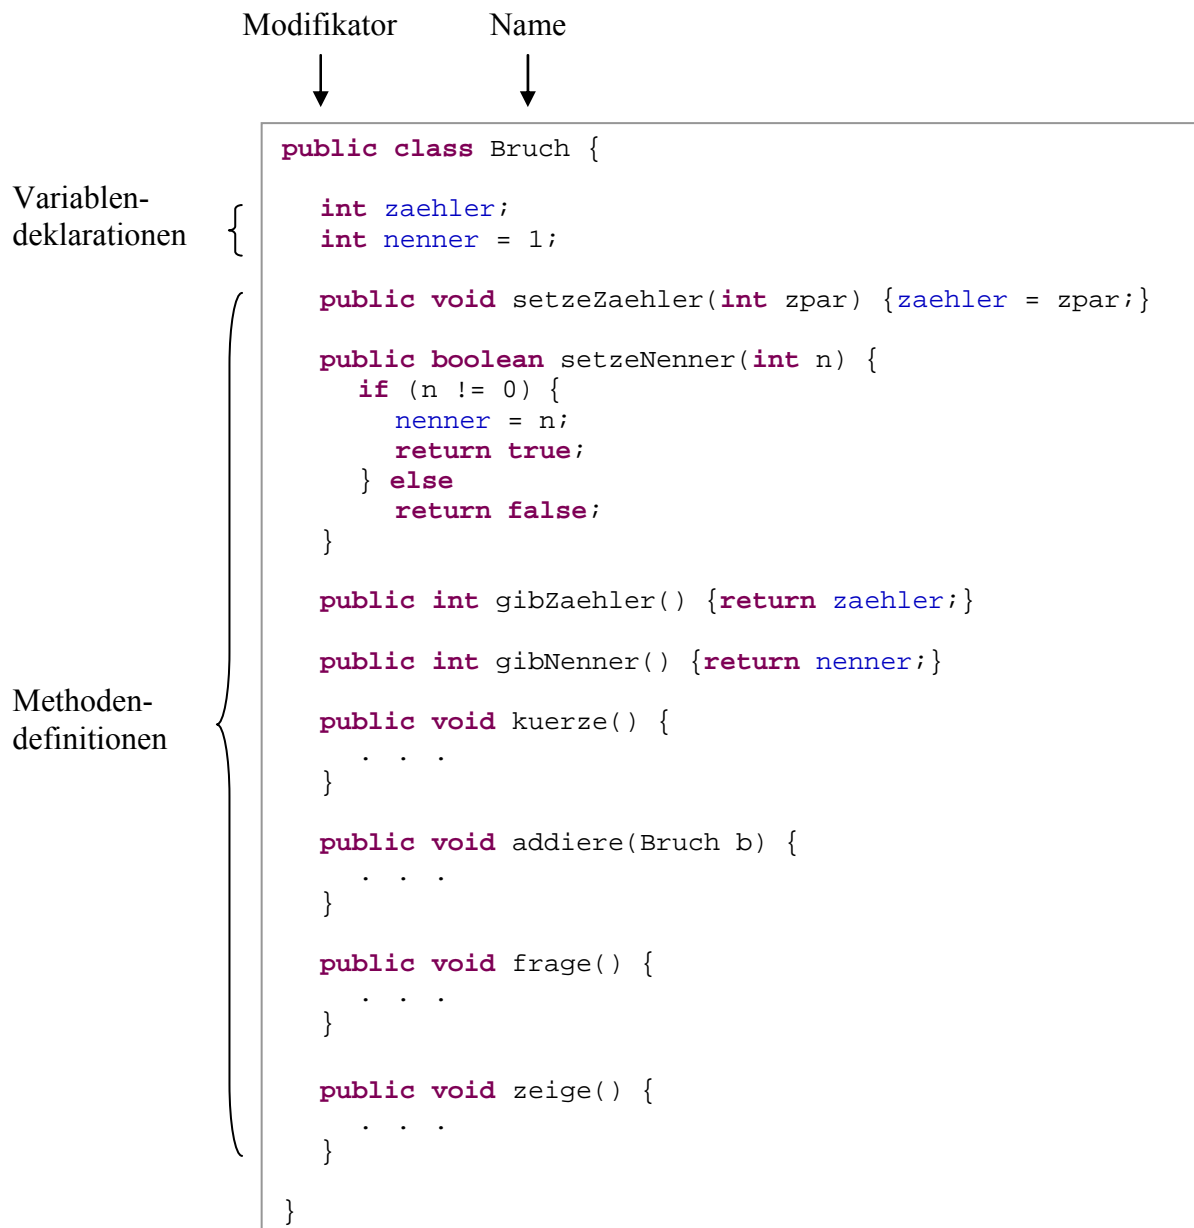 Modifikator Name
public class Bruch {
Variablen-
deklarationen
int zaehler;
int nenner = 1;
public void setzeZaehler(int zpar) {zaehler = zpar;}
public boolean setzeNenner(int n) {
if (n != 0) {
nenner = n;
return true;
} else
return false;
}
public int gibZaehler() {return zaehler;}
public int gibNenner() {return nenner;}
Methoden-
definitionen
public void kuerze() {
. . .
}
public void addiere(Bruch b) {
. . .
}
public void frage() {
. . .
}
public void zeige() {
. . .
}
}